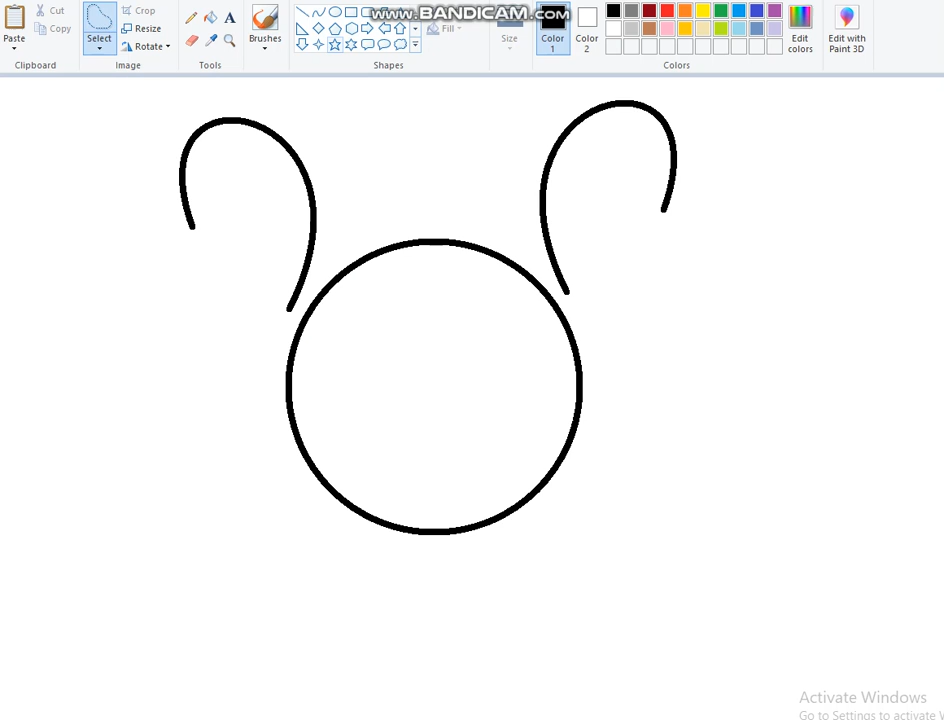 www.BANDICAM.com
Paste
Cut
Copy
Clipboard
Select
Crop
Resize
Rotate
Image
A
Tools
Brushes
Fill
Shapes
Size
Color
1
Color
2
Edit
colors
Colors
Edit with
Paint 3D
Activate Windows
Go to Settings to activate W